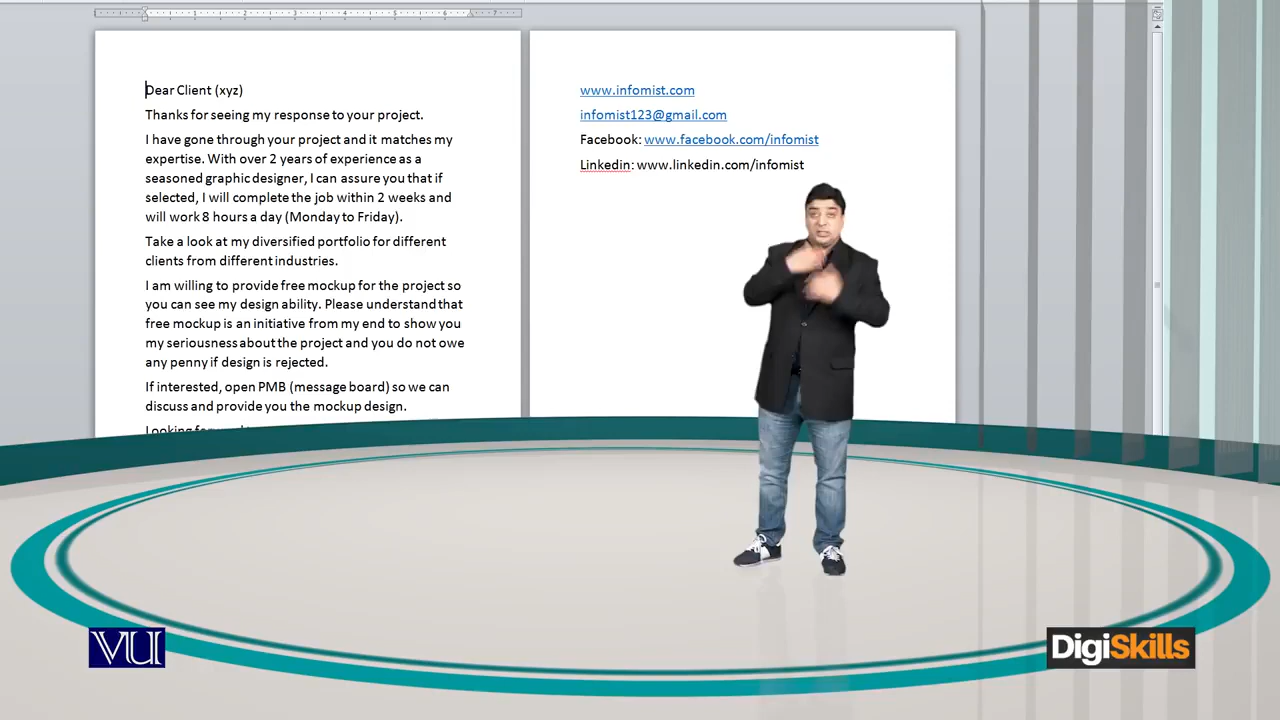 Dear Client (xyz)
Thanks for seeing my response to your project.
I have gone through your project and it matches my
expertise. With over 2 years of experience as a
seasoned graphic designer, I can assure you that if
selected, I will complete the job within 2 weeks and
will work 8 hours a day (Monday to Friday).
Take a look at my diversified portfolio for different
clients from different industries.
I am willing to provide free mockup for the project so
you can see my design ability. Please understand that
free mockup is an initiative from my end to show you
my seriousness about the project and you do not owe
any penny if design is rejected.
If interested, open PMB (message board) so we can
discuss and provide you the mockup design.
Looking
www.infomist.com
infomist123@gmail.com
Facebook: www.facebook.com/infomist
Linkedin: www.linkedin.com/infomist
VU
DigiSkills